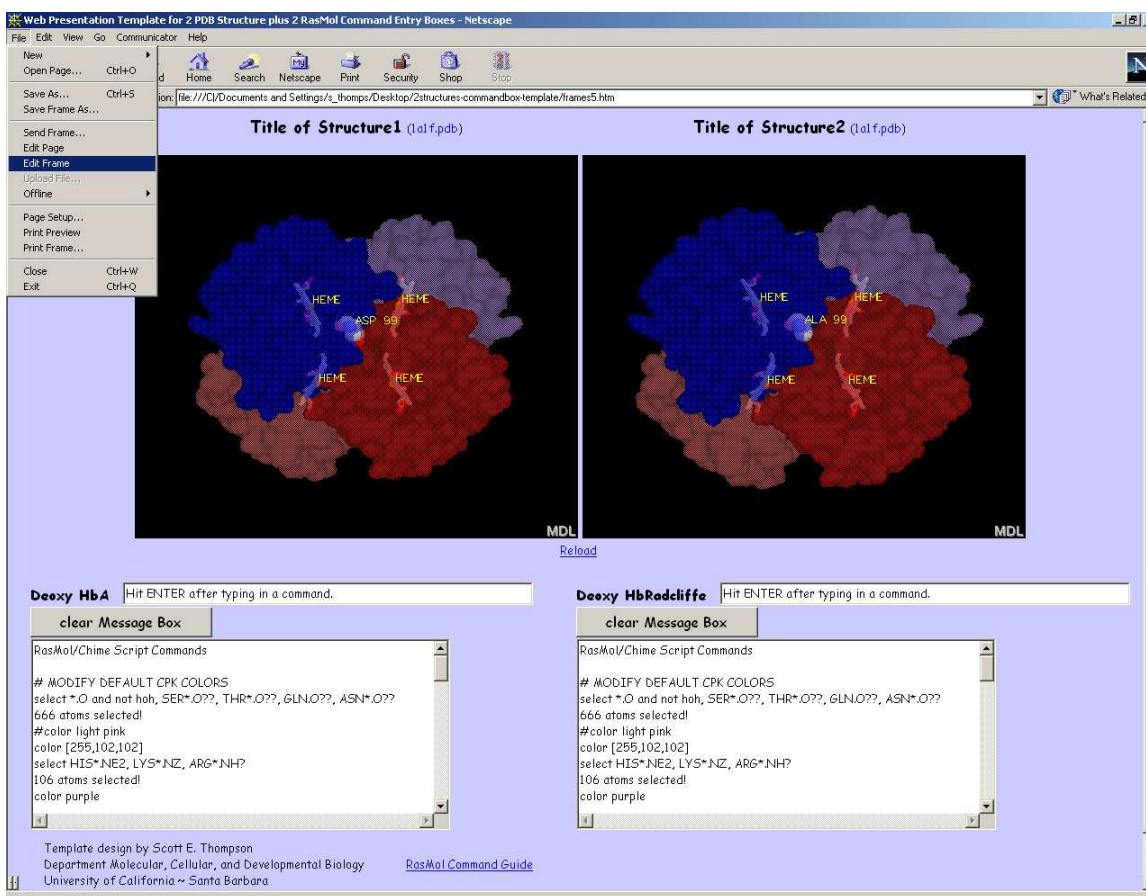 Web Presentation Template for 2 PDB Structure plus 2 RasMol Command Entry Boxes - Netscape
File Edit View Go Communicator Help
New
Open Page... Ctrl+O
Save As... Ctrl+S
Save Frame As...
Send Frame...
Edit Page
Edit Frame
Upload File...
Offline
Page Setup...
Print Preview
Print Frame...
Close Ctrl+W
Exit Ctrl+Q
d Home Search Netscape Print Security Shop Stop
N
ion: file:///C|/Documents and Settings/s_thomps/Desktop/2structures-commandbox-template/frames5.htm What's Related
Title of Structure1 (1a1f.pdb)
Title of Structure2 (1a1f.pdb)
HEME HEME
ASP 99
HEME HEME
MDL
HEME HEME
ALA 99
HEME HEME
MDL
Reload
Deoxy HbA Hit ENTER after typing in a command.
clear Message Box
RasMol/Chime Script Commands
# MODIFY DEFAULT CPK COLORS
select *.O and not hoh, SER*.O??, THR*.O??, GLN.O??, ASN*.O??
666 atoms selected!
#color light pink
color [255,102,102]
select HIS*.NE2, LYS*.NZ, ARG*.NH?
106 atoms selected!
color purple
Deoxy HbRadcliffe Hit ENTER after typing in a command.
clear Message Box
RasMol/Chime Script Commands
# MODIFY DEFAULT CPK COLORS
select *.O and not hoh, SER*.O??, THR*.O??, GLN.O??, ASN*.O??
666 atoms selected!
#color light pink
color [255,102,102]
select HIS*.NE2, LYS*.NZ, ARG*.NH?
106 atoms selected!
color purple
Template design by Scott E. Thompson
Department Molecular, Cellular, and Developmental Biology
University of California ~ Santa Barbara
RasMol Command Guide